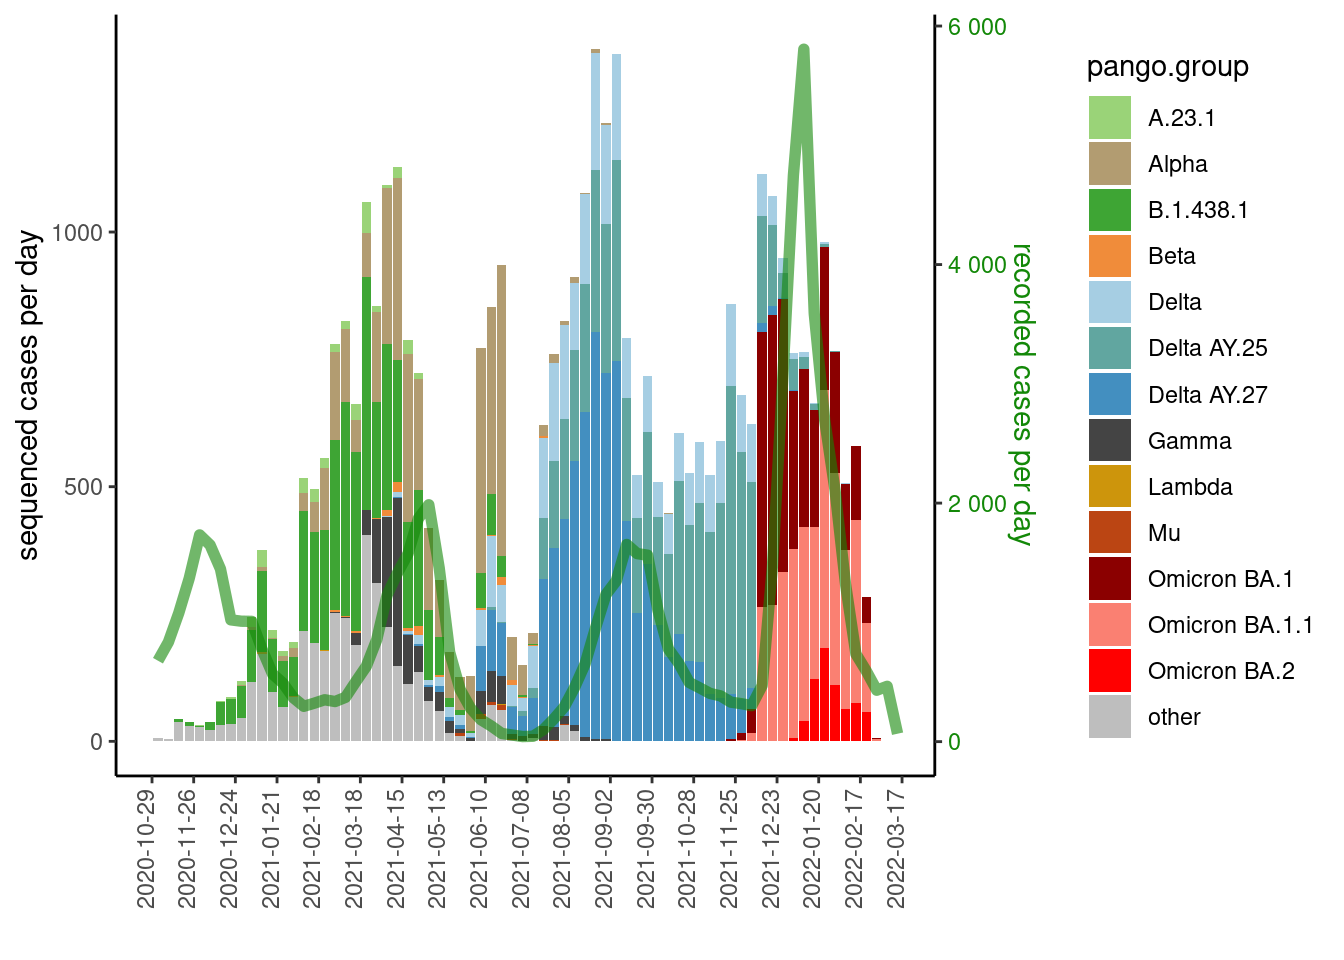 sequenced cases per day
1000
500
0
6 000
4 000
2 000
0
recorded cases per day
2020-10-29
2020-11-26
2020-12-24
2021-01-21
2021-02-18
2021-03-18
2021-04-15
2021-05-13
2021-06-10
2021-07-08
2021-08-05
2021-09-02
2021-09-30
2021-10-28
2021-11-25
2021-12-23
2022-01-20
2022-02-17
2022-03-17
pango.group
A.23.1
Alpha
B.1.438.1
Beta
Delta
Delta AY.25
Delta AY.27
Gamma
Lambda
Mu
Omicron BA.1
Omicron BA.1.1
Omicron BA.2
other